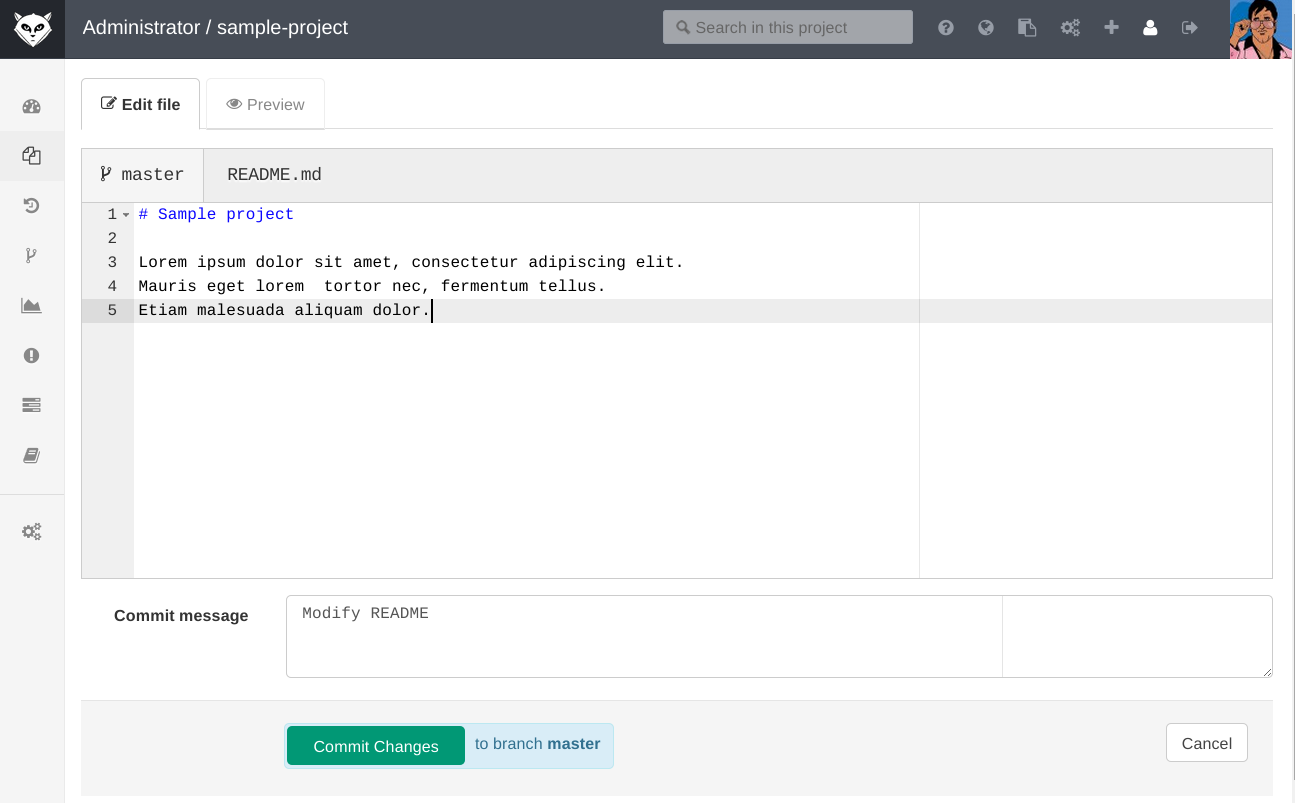 Administrator / sample-project
Search in this project
Edit file
Preview
master
README.md
1 # Sample project
2
3 Lorem ipsum dolor sit amet, consectetur adipiscing elit.
4 Mauris eget lorem  tortor nec, fermentum tellus.
5 Etiam malesuada aliquam dolor.
Commit message
Modify README
Commit Changes
to branch master
Cancel